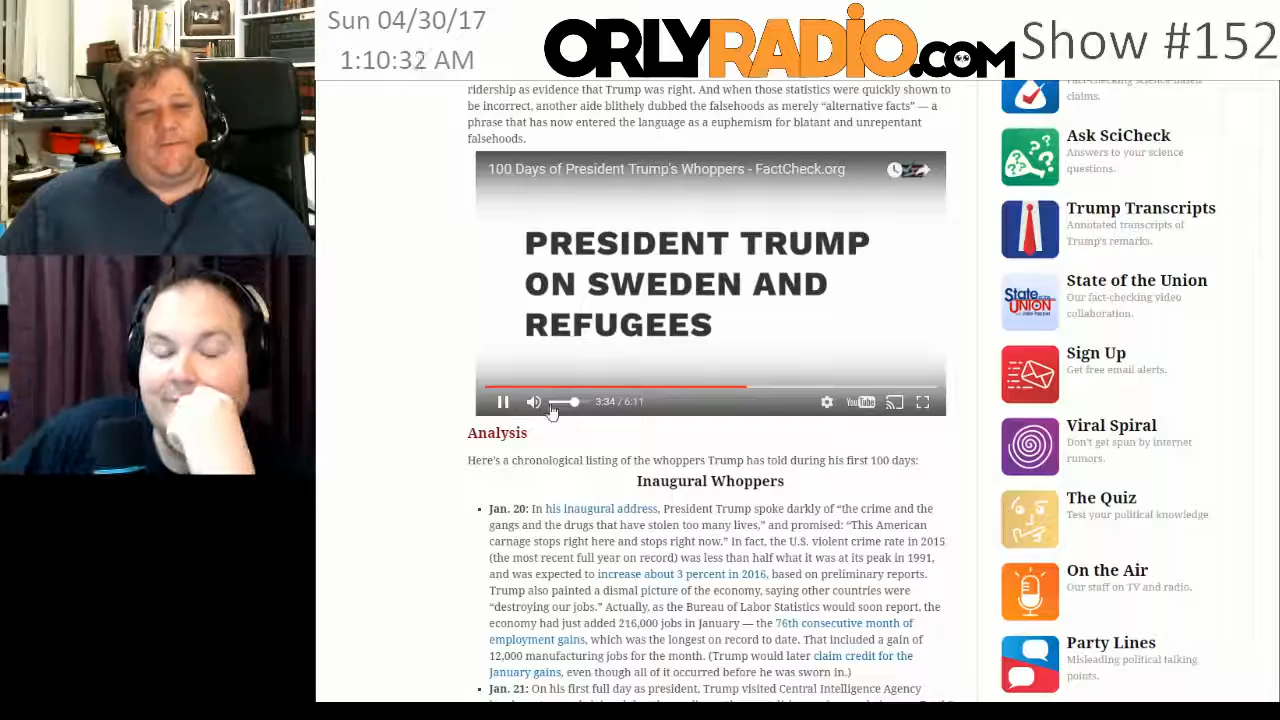 Sun 04/30/17
1:10:32 AM
ORLYRADIO.COM
Show #152
ridership as evidence that Trump was right. And when those statistics were quickly shown to
be incorrect, another aide blithely dubbed the falsehoods as merely “alternative facts” — a
phrase that has now entered the language as a euphemism for blatant and unrepentant
falsehoods.
100 Days of President Trump's Whoppers - FactCheck.org
PRESIDENT TRUMP
ON SWEDEN AND
REFUGEES
3:34 / 6:11
YouTube
Analysis
Here’s a chronological listing of the whoppers Trump has told during his first 100 days:
Inaugural Whoppers
Jan. 20: In his inaugural address, President Trump spoke darkly of “the crime and the
gangs and the drugs that have stolen too many lives,” and promised: “This American
carnage stops right here and stops right now.” In fact, the U.S. violent crime rate in 2015
(the most recent full year on record) was less than half what it was at its peak in 1991,
and was expected to increase about 3 percent in 2016, based on preliminary reports.
Trump also painted a dismal picture of the economy, saying other countries were
“destroying our jobs.” Actually, as the Bureau of Labor Statistics would soon report, the
economy had just added 216,000 jobs in January — the 76th consecutive month of
employment gains, which was the longest on record to date. That included a gain of
12,000 manufacturing jobs for the month. (Trump would later claim credit for the
January gains, even though all of it occurred before he was sworn in.)
Jan. 21: On his first full day as president, Trump visited Central Intelligence Agency
Fact-checking science-based
claims.
Ask SciCheck
Answers to your science
questions.
Trump Transcripts
Annotated transcripts of
Trump's remarks.
State of the UNION
State of the Union
Our fact-checking video
collaboration.
Sign Up
Get free email alerts.
Viral Spiral
Don't get spun by internet
rumors.
The Quiz
Test your political knowledge
On the Air
Our staff on TV and radio.
Party Lines
Misleading political talking
points.